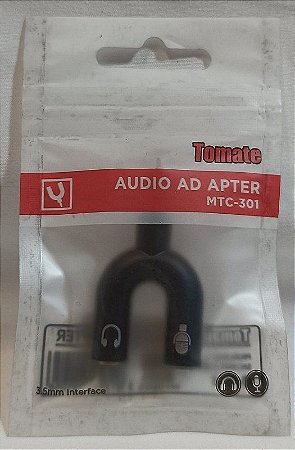 Tomate
AUDIO AD APTER
MTC-301
3.5mm interface